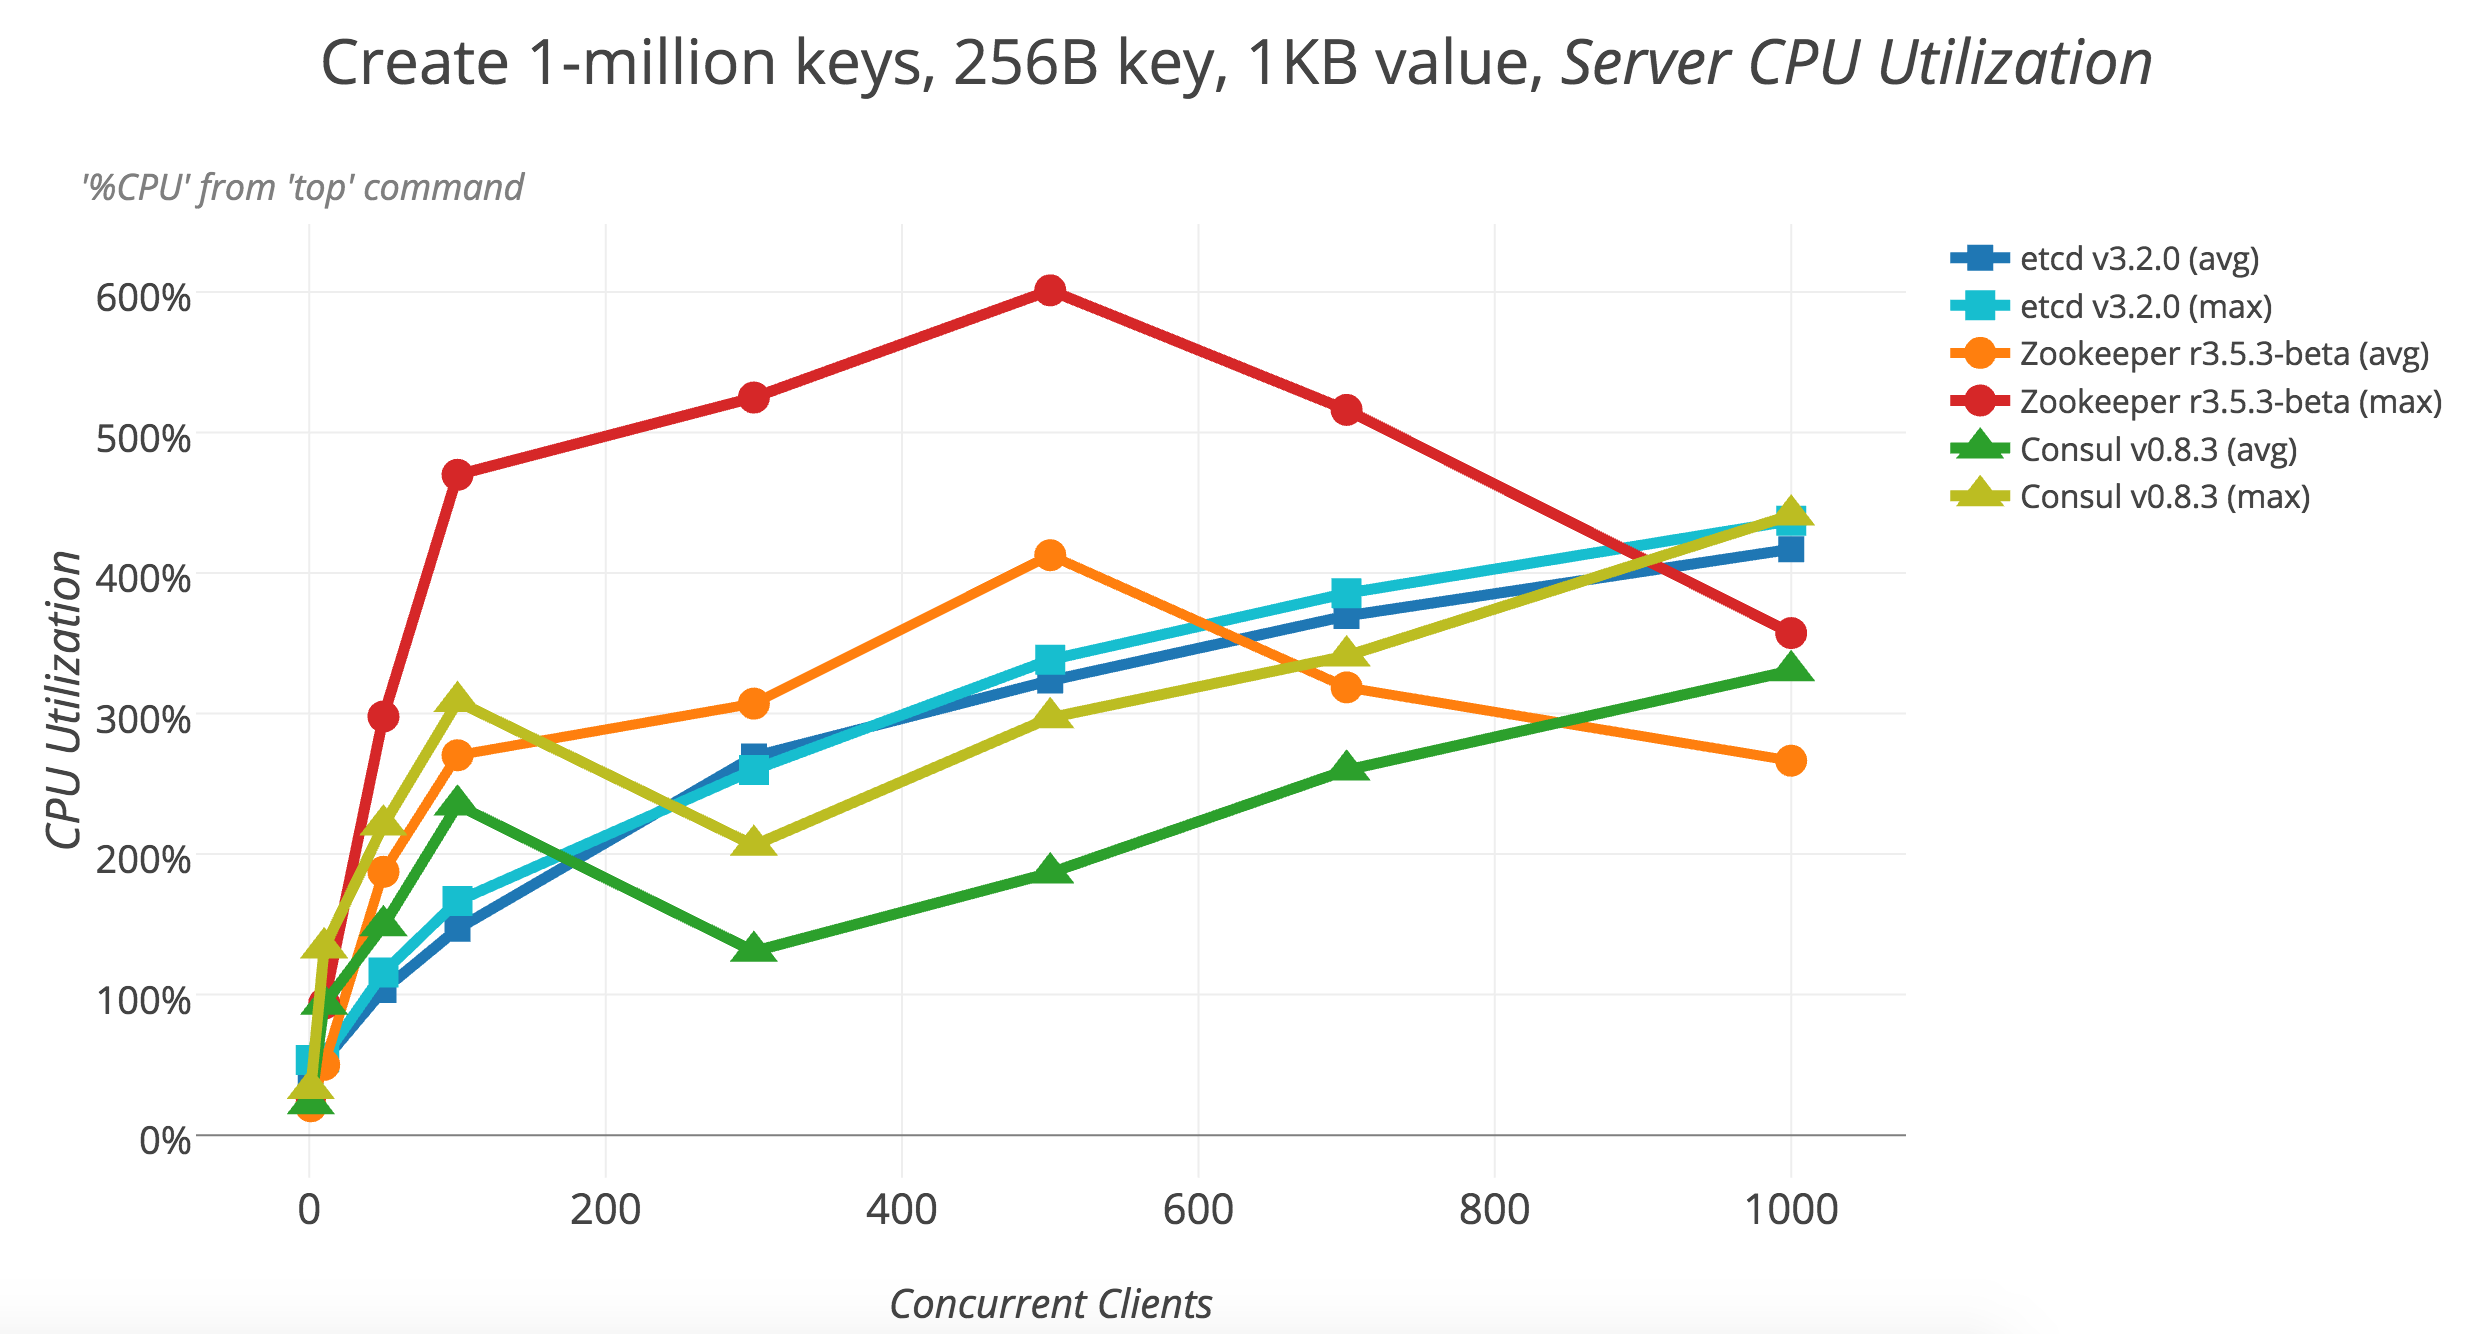 Create 1-million keys, 256B key, 1KB value, Server CPU Utilization
'%CPU' from 'top' command
etcd v3.2.0 (avg)
etcd v3.2.0 (max)
Zookeeper r3.5.3-beta (avg)
Zookeeper r3.5.3-beta (max)
Consul v0.8.3 (avg)
Consul v0.8.3 (max)
CPU Utilization
600%
500%
400%
300%
200%
100%
0%
0 200 400 600 800 1000
Concurrent Clients